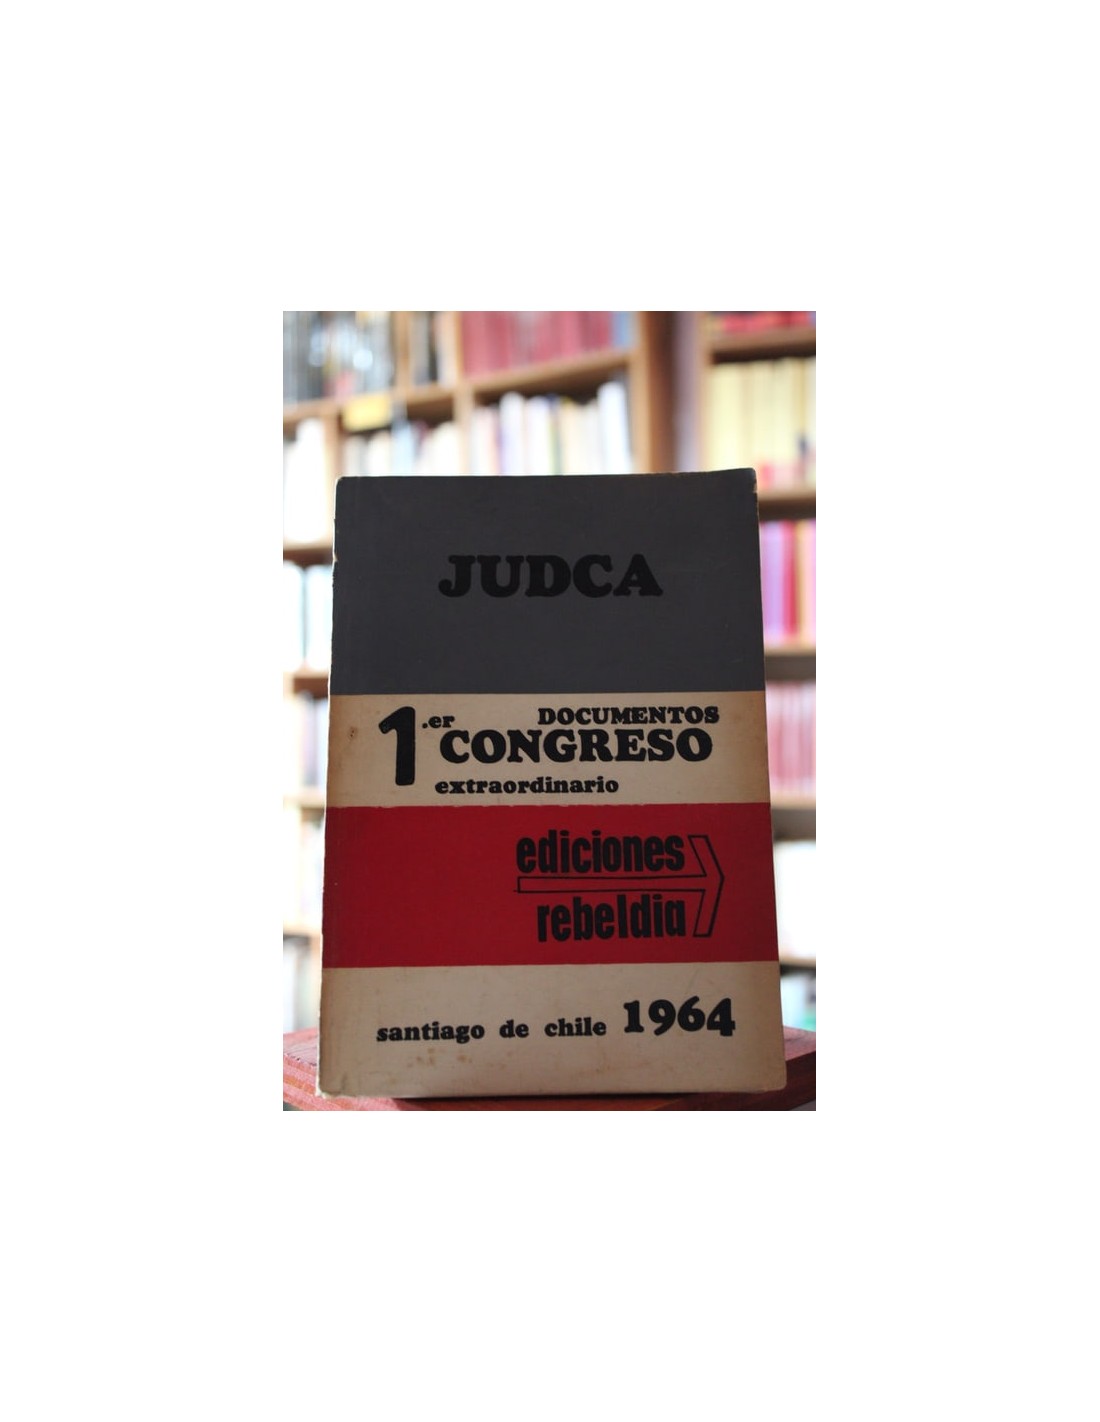 JUDCA
1.er
DOCUMENTOS
CONGRESO
extraordinario
ediciones
rebeldia
santiago de chile 1964